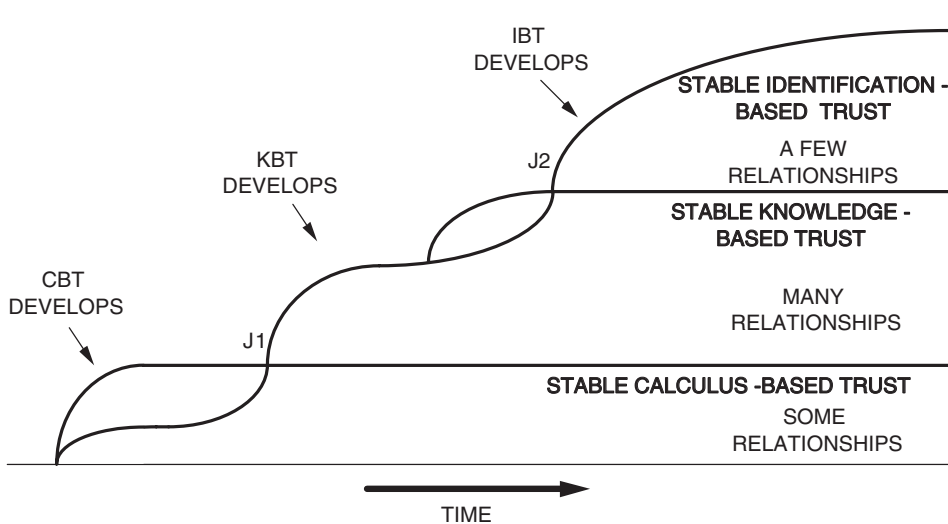 IBT
DEVELOPS
STABLE IDENTIFICATION -
BASED TRUST
A FEW
RELATIONSHIPS
J2
KBT
DEVELOPS
STABLE KNOWLEDGE -
BASED TRUST
CBT
DEVELOPS
MANY
RELATIONSHIPS
J1
STABLE CALCULUS -BASED TRUST
SOME
RELATIONSHIPS
TIME